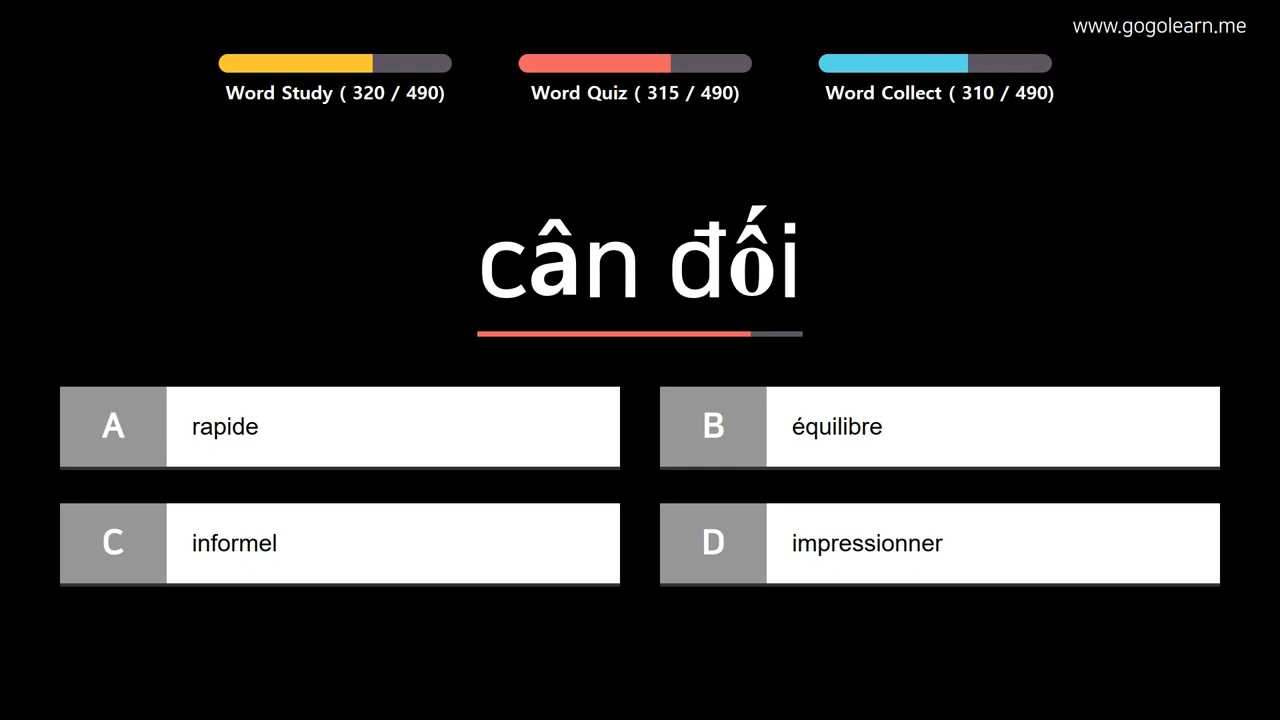 www.gogolearn.me
Word Study ( 320 / 490)
Word Quiz ( 315 / 490)
Word Collect ( 310 / 490)
cân đối
A rapide
B équilibre
C informel
D impressionner